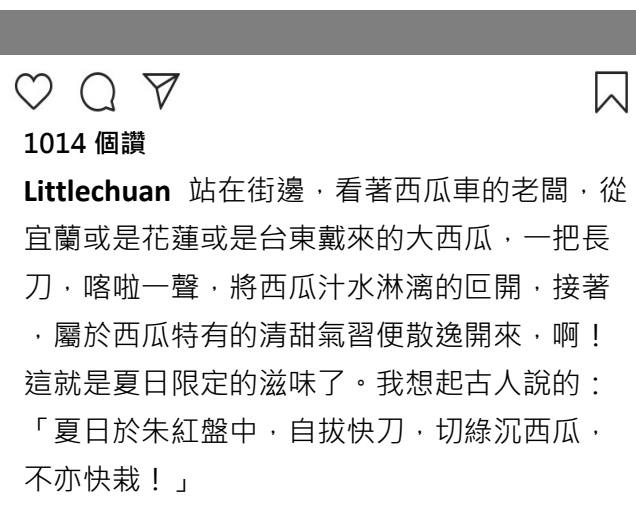 1014 個讚
Littlechuan 站在街邊，看著西瓜車的老闆，從
宜蘭或是花蓮或是台東戴來的大西瓜，一把長
刀，喀啦一聲，將西瓜汁水淋漓的叵開，接著
，屬於西瓜特有的清甜氣習便散逸開來，啊！
這就是夏日限定的滋味了。我想起古人說的：
「夏日於朱紅盤中，自拔快刀，切綠沉西瓜，
不亦快栽！」